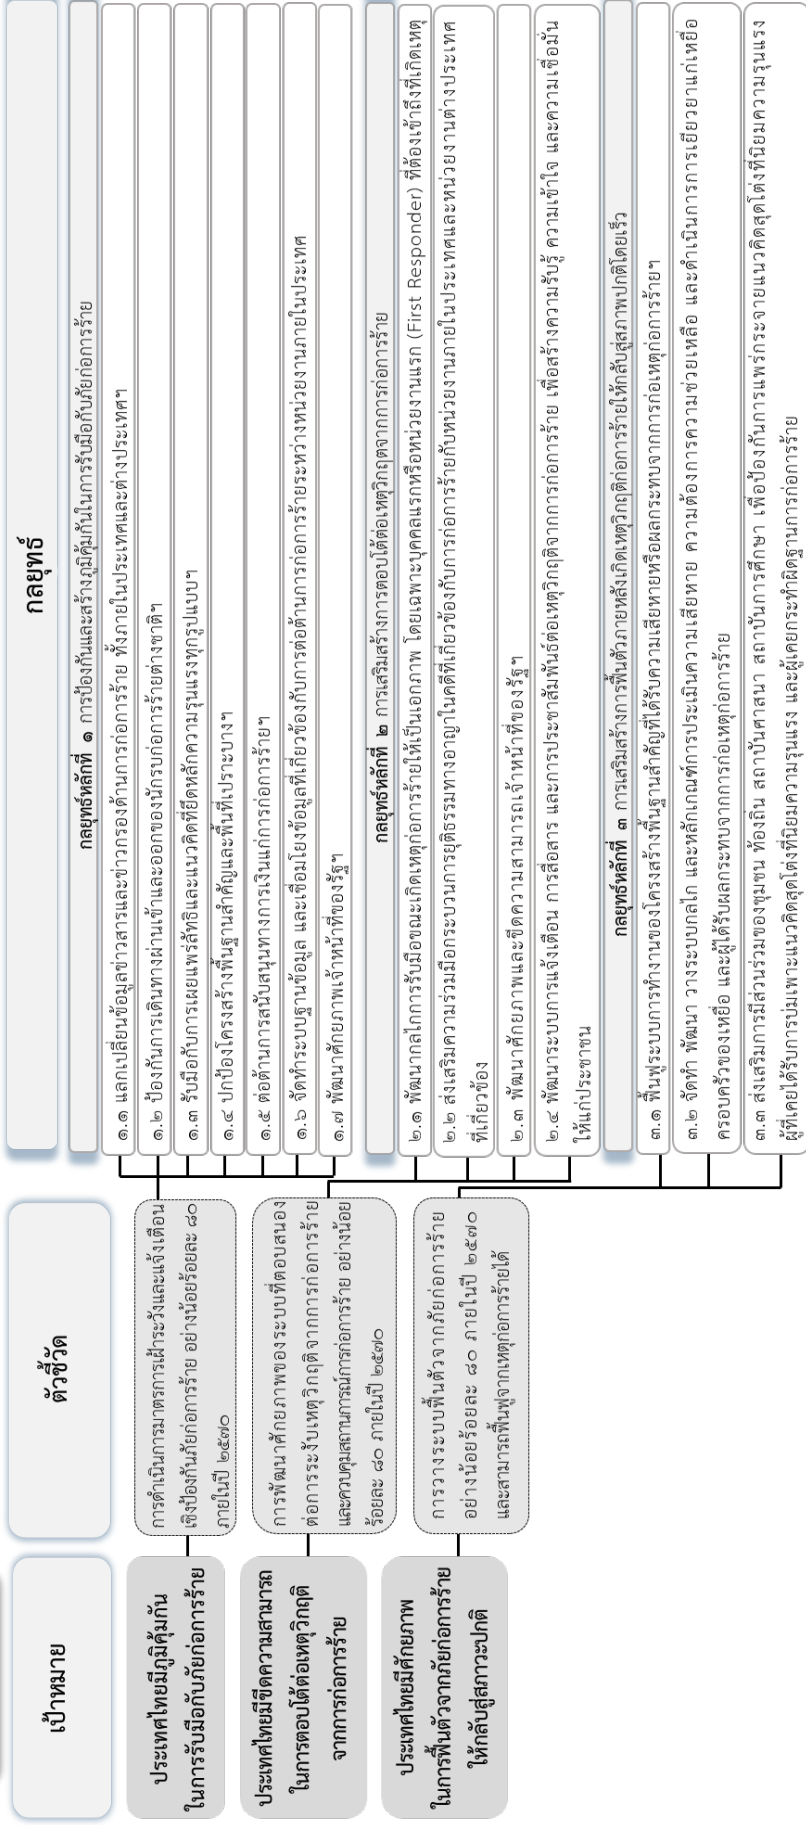 เป้าหมาย
ตัวชี้วัด
กลยุทธ์
ประเทศไทยมีภูมิคุ้มกัน
ในการรับมือกับภัยก่อการร้าย
การดำเนินการมาตรการเฝ้าระวังและแจ้งเตือน
เชิงป้องกันภัยก่อการร้าย อย่างน้อยร้อยละ ๘๐
ภายในปี ๒๕๗๐
กลยุทธ์หลักที่ ๑ การป้องกันและสร้างภูมิคุ้มกันในการรับมือกับภัยก่อการร้าย
๑.๑ แลกเปลี่ยนข้อมูลข่าวสารและข่าวกรองด้านการก่อการร้าย ทั้งภายในประเทศและต่างประเทศฯ
๑.๒ ป้องกันการเดินทางผ่านเข้าและออกของนักรบก่อการร้ายต่างชาติฯ
๑.๓ รับมือกับการเผยแพร่ลัทธิและแนวคิดที่ยึดหลักความรุนแรงทุกรูปแบบฯ
๑.๔ ปกป้องโครงสร้างพื้นฐานสำคัญและพื้นที่เปราะบางฯ
๑.๕ ต่อต้านการสนับสนุนทางการเงินแก่การก่อการร้ายฯ
๑.๖ จัดทำระบบฐานข้อมูล และเชื่อมโยงข้อมูลที่เกี่ยวข้องกับการต่อต้านการก่อการร้ายระหว่างหน่วยงานภายในประเทศ
๑.๗ พัฒนาศักยภาพเจ้าหน้าที่ของรัฐฯ
ประเทศไทยมีขีดความสามารถ
ในการตอบโต้ต่อเหตุวิกฤติ
จากการก่อการร้าย
การพัฒนาศักยภาพของระบบที่ตอบสนอง
ต่อการระงับเหตุวิกฤติจากการก่อการร้าย
และควบคุมสถานการณ์การก่อการร้าย อย่างน้อย
ร้อยละ ๘๐ ภายในปี ๒๕๗๐
กลยุทธ์หลักที่ ๒ การเสริมสร้างการตอบโต้ต่อเหตุวิกฤตจากการก่อการร้าย
๒.๑ พัฒนากลไกการรับมือขณะเกิดเหตุก่อการร้ายให้เป็นเอกภาพ โดยเฉพาะบุคคลแรกหรือหน่วยงานแรก (First Responder) ที่ต้องเข้าถึงที่เกิดเหตุ
๒.๒ ส่งเสริมความร่วมมือกระบวนการยุติธรรมทางอาญาในคดีที่เกี่ยวข้องกับการก่อการร้ายกับหน่วยงานภายในประเทศและหน่วยงานต่างประเทศ
ที่เกี่ยวข้อง
๒.๓ พัฒนาศักยภาพและขีดความสามารถเจ้าหน้าที่ของรัฐฯ
๒.๔ พัฒนาระบบการแจ้งเตือน การสื่อสาร และการประชาสัมพันธ์ต่อเหตุวิกฤติจากการก่อการร้าย เพื่อสร้างความรับรู้ ความเข้าใจ และความเชื่อมั่น
ให้แก่ประชาชน
ประเทศไทยมีศักยภาพ
ในการฟื้นตัวจากภัยก่อการร้าย
ให้กลับสู่สภาวะปกติ
การวางระบบฟื้นตัวจากภัยก่อการร้าย
อย่างน้อยร้อยละ ๘๐ ภายในปี ๒๕๗๐
และสามารถฟื้นฟูจากเหตุก่อการร้ายได้
กลยุทธ์หลักที่ ๓ การเสริมสร้างการฟื้นตัวภายหลังเกิดเหตุวิกฤติก่อการร้ายให้กลับสู่สภาพปกติโดยเร็ว
๓.๑ ฟื้นฟูระบบการทำงานของโครงสร้างพื้นฐานสำคัญที่ได้รับความเสียหายหรือผลกระทบจากการก่อเหตุก่อการร้ายฯ
๓.๒ จัดทำ พัฒนา วางระบบกลไก และหลักเกณฑ์การประเมินความเสียหาย ความต้องการความช่วยเหลือ และดำเนินการการเยียวยาแก่เหยื่อ
ครอบครัวของเหยื่อ และผู้ได้รับผลกระทบจากการก่อเหตุก่อการร้าย
๓.๓ ส่งเสริมการมีส่วนร่วมของชุมชน ท้องถิ่น สถาบันศาสนา สถาบันการศึกษา เพื่อป้องกันการแพร่กระจายแนวคิดสุดโต่งที่นิยมความรุนแรง
ผู้ที่เคยได้รับการบ่มเพาะแนวคิดสุดโต่งที่นิยมความรุนแรง และผู้เคยกระทำผิดฐานการก่อการร้าย